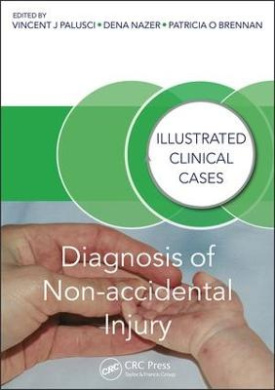 EDITED BY
VINCENT J PALUSCI • DENA NAZER • PATRICIA O BRENNAN
ILLUSTRATED
CLINICAL
CASES
Diagnosis of
Non-accidental
Injury
CRC
CRC Press
Taylor & Francis Group